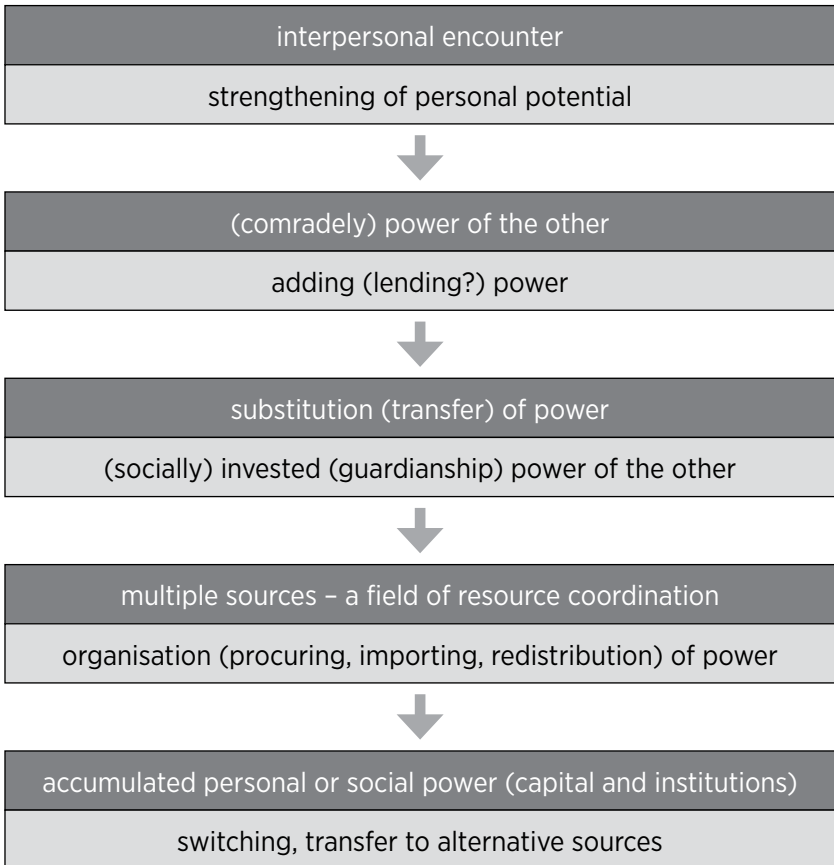 interpersonal encounter
strengthening of personal potential
(comradely) power of the other
adding (lending?) power
substitution (transfer) of power
(socially) invested (guardianship) power of the other
multiple sources – a field of resource coordination
organisation (procuring, importing, redistribution) of power
accumulated personal or social power (capital and institutions)
switching, transfer to alternative sources